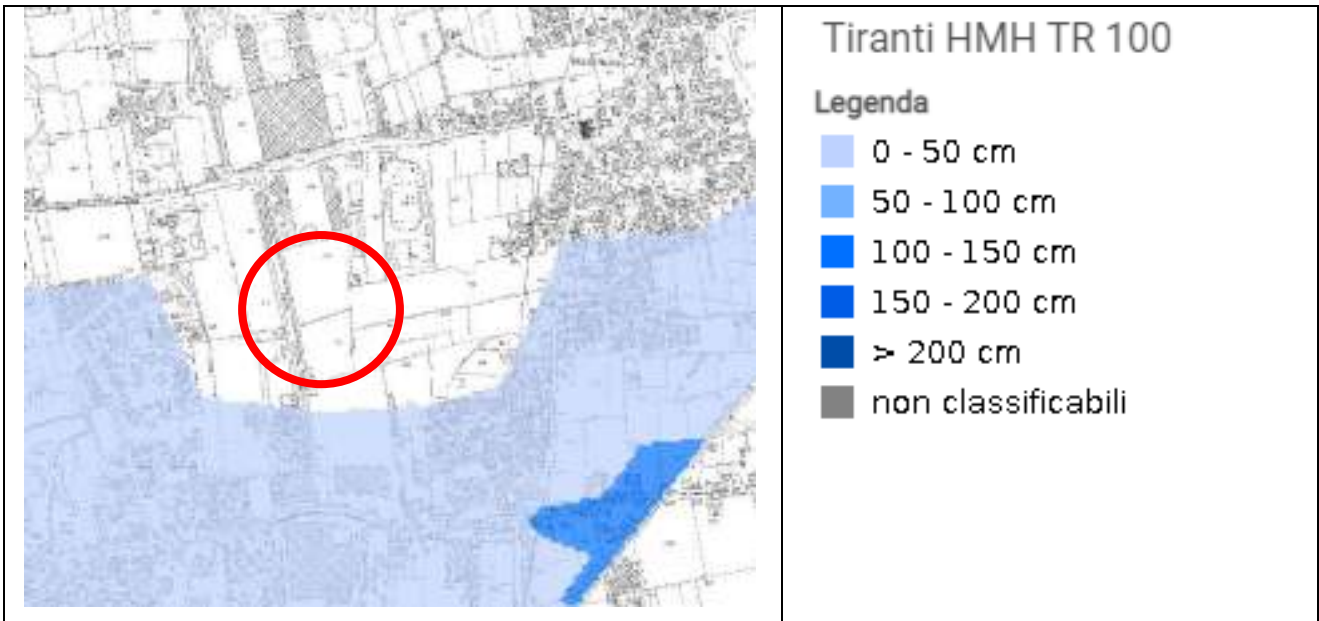 Tiranti HMH TR 100
Legenda
0 - 50 cm
50 - 100 cm
100 - 150 cm
150 - 200 cm
> 200 cm
non classificabili